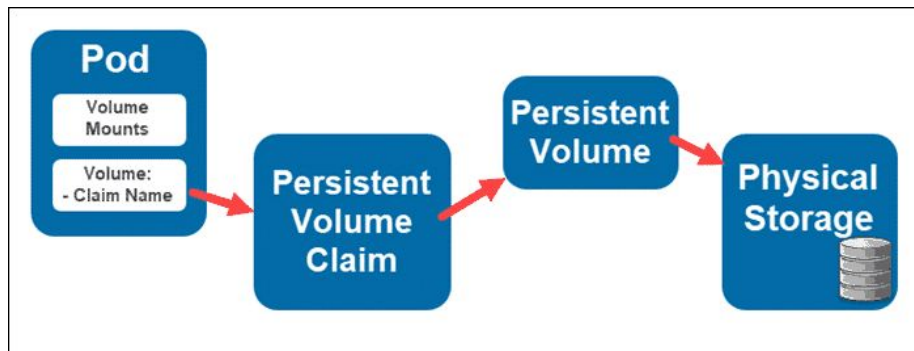 Pod
Volume
Mounts
Volume:
- Claim Name
Persistent
Volume
Claim
Persistent
Volume
Physical
Storage